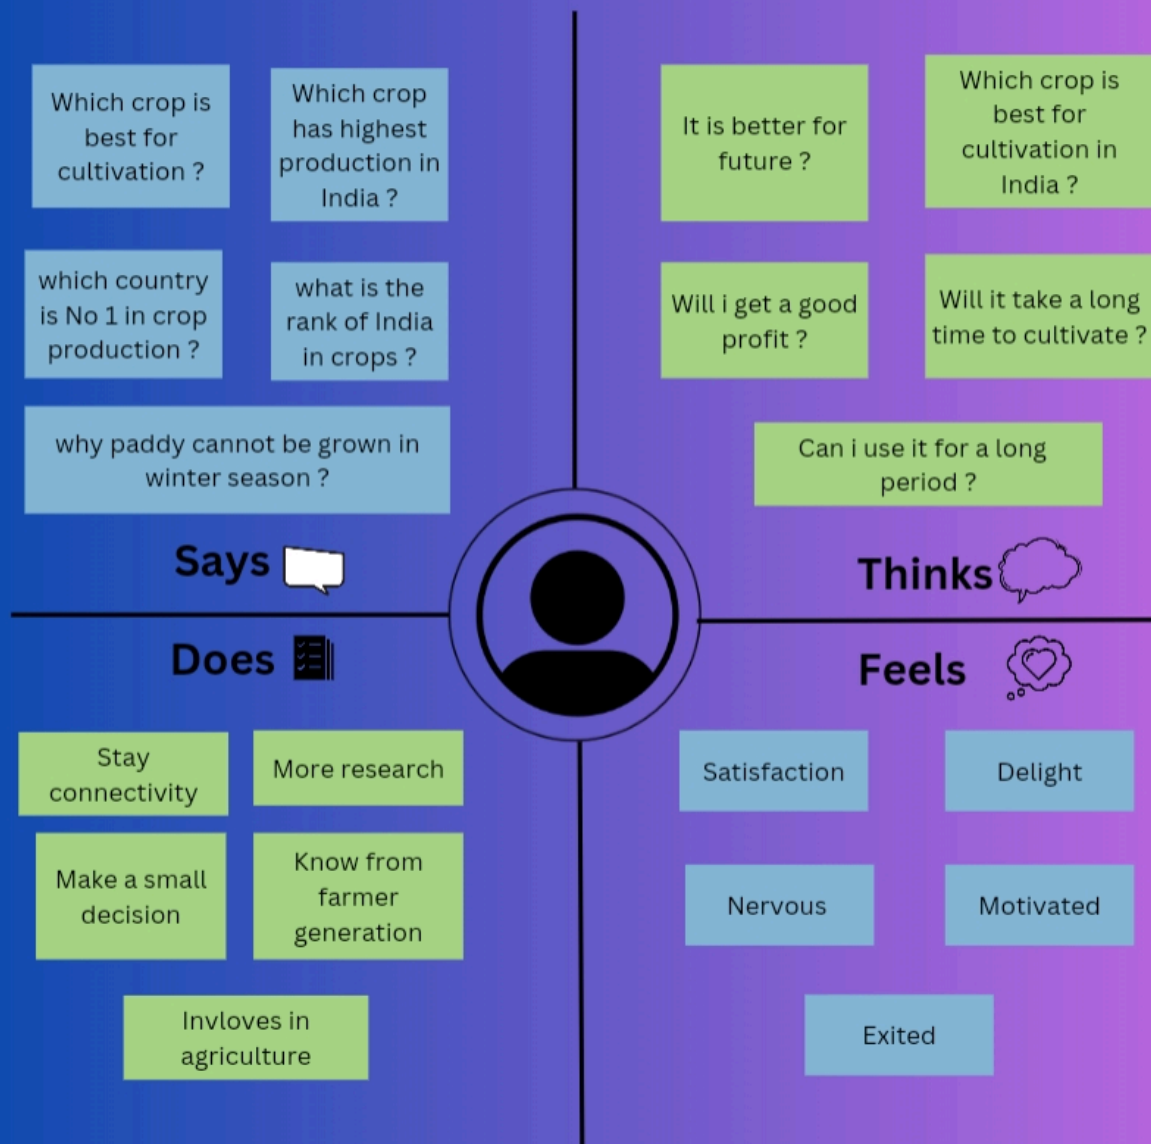 Which crop is
best for
cultivation ?
Which crop
has highest
production in
India ?
which country
is No 1 in crop
production ?
what is the
rank of India
in crops ?
why paddy cannot be grown in
winter season ?
Says
It is better for
future ?
Which crop is
best for
cultivation in
India ?
Will i get a good
profit ?
Will it take a long
time to cultivate ?
Can i use it for a long
period ?
Thinks
Does
Stay
connectivity
More research
Make a small
decision
Know from
farmer
generation
Invloves in
agriculture
Feels
Satisfaction
Delight
Nervous
Motivated
Exited